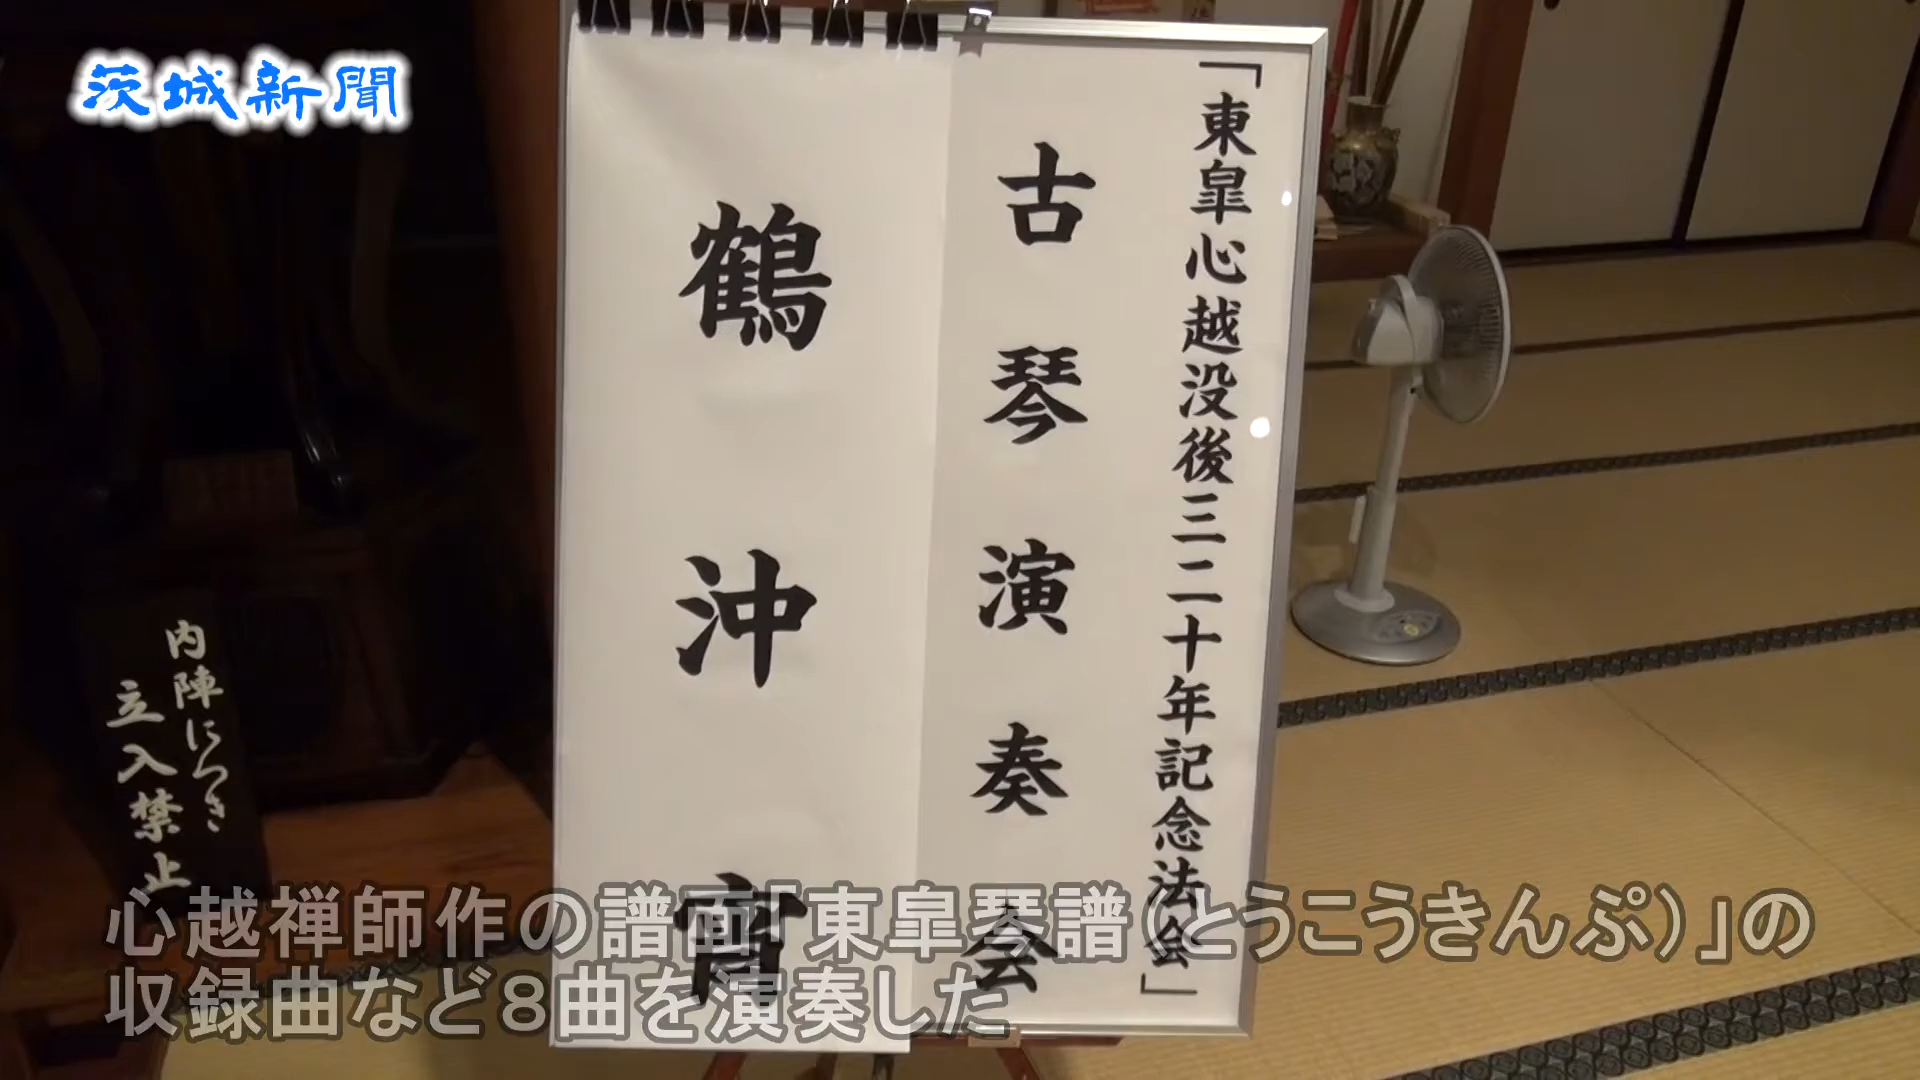 茨城新聞
「東皐心越没後三二十年記念法会」
古琴演奏会
鶴沖宵
内陣につき
立入禁止
心越禅師作の譜面「東皐琴譜（とうこうきんぷ）」の
収録曲など８曲を演奏した